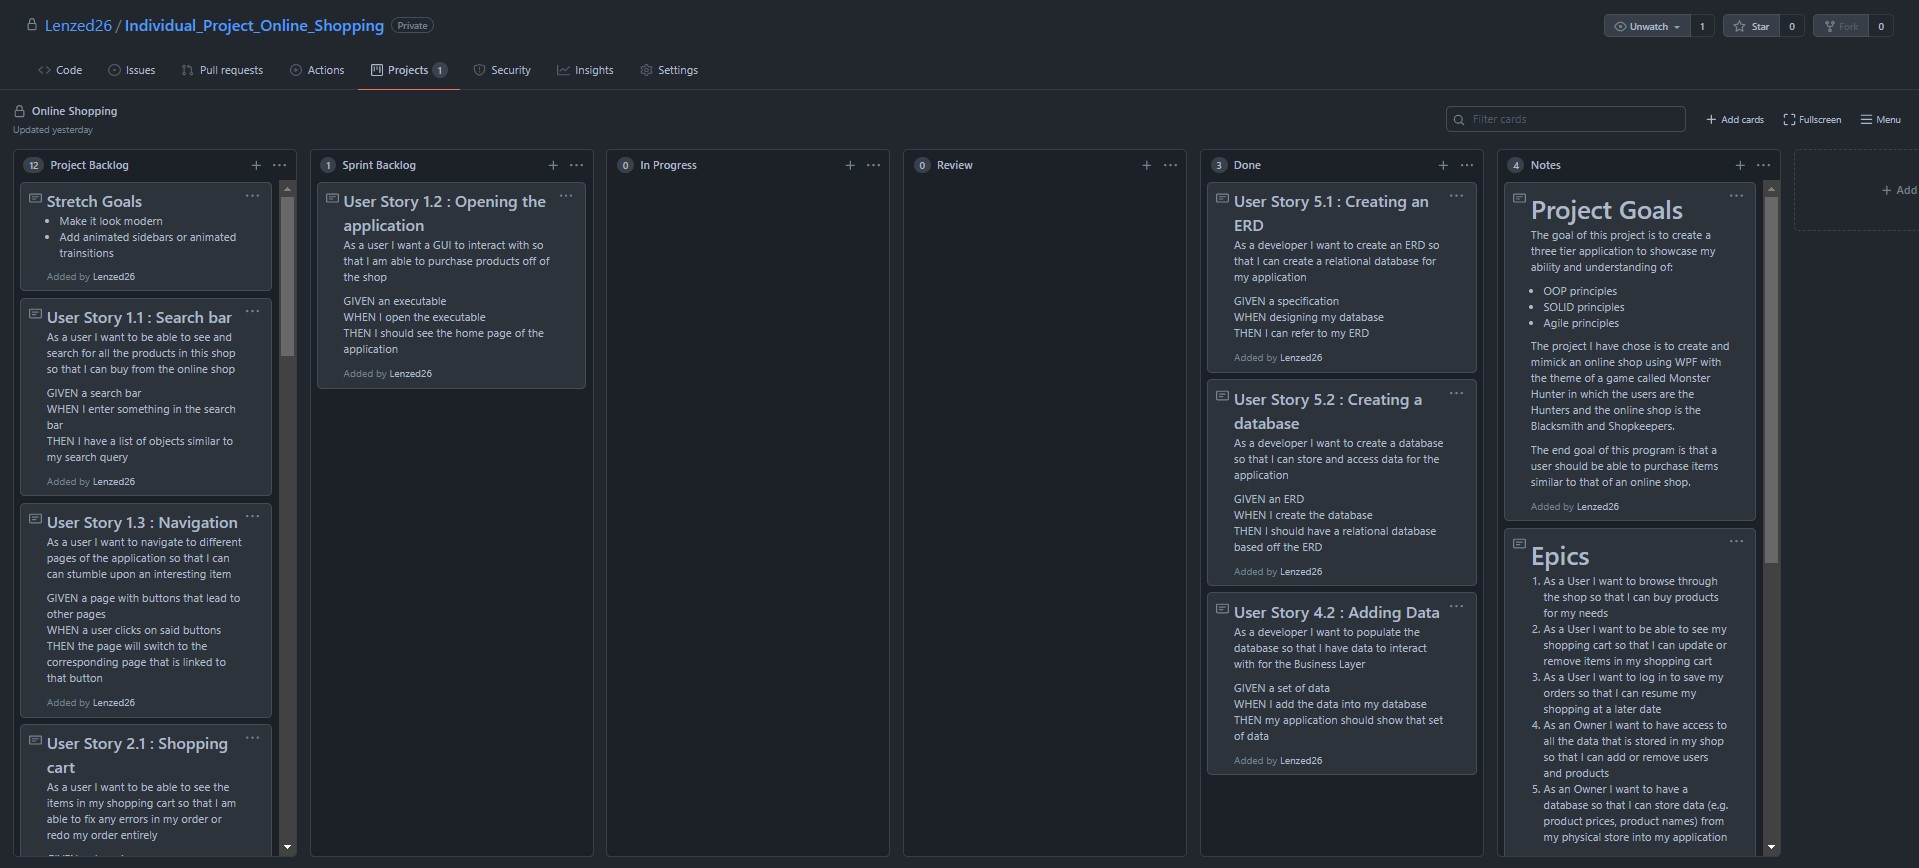 Lenzed26 / Individual_Project_Online_Shopping Private
Unwatch 1 Star 0 Fork 0
Code Issues Pull requests Actions Projects 1 Security Insights Settings
Online Shopping
Updated yesterday
Filter cards
Add cards Fullscreen Menu
12 Project Backlog
Stretch Goals
Make it look modern
Add animated sidebars or animated
trainsitions
Added by Lenzed26
User Story 1.1 : Search bar
As a user I want to be able to see and
search for all the products in this shop
so that I can buy from the online shop
GIVEN a search bar
WHEN I enter something in the search
bar
THEN I have a list of objects similar to
my search query
Added by Lenzed26
User Story 1.3 : Navigation
As a user I want to navigate to different
pages of the application so that I can
can stumble upon an interesting item
GIVEN a page with buttons that lead to
other pages
WHEN a user clicks on said buttons
THEN the page will switch to the
corresponding page that is linked to
that button
Added by Lenzed26
User Story 2.1 : Shopping
cart
As a user I want to be able to see the
items in my shopping cart so that I am
able to fix any errors in my order or
redo my order entirely
1 Sprint Backlog
User Story 1.2 : Opening the
application
As a user I want a GUI to interact with so
that I am able to purchase products off of
the shop
GIVEN an executable
WHEN I open the executable
THEN I should see the home page of the
application
Added by Lenzed26
0 In Progress
0 Review
3 Done
User Story 5.1 : Creating an
ERD
As a developer I want to create an ERD so
that I can create a relational database for
my application
GIVEN a specification
WHEN designing my database
THEN I can refer to my ERD
Added by Lenzed26
User Story 5.2 : Creating a
database
As a developer I want to create a database
so that I can store and access data for the
application
GIVEN an ERD
WHEN I create the database
THEN I should have a relational database
based off the ERD
Added by Lenzed26
User Story 4.2 : Adding Data
As a developer I want to populate the
database so that I have data to interact
with for the Business Layer
GIVEN a set of data
WHEN I add the data into my database
THEN my application should show that set
of data
Added by Lenzed26
4 Notes
Project Goals
The goal of this project is to create a
three tier application to showcase my
ability and understanding of:
OOP principles
SOLID principles
Agile principles
The project I have chose is to create and
mimick an online shop using WPF with
the theme of a game called Monster
Hunter in which the users are the
Hunters and the online shop is the
Blacksmith and Shopkeepers.
The end goal of this program is that a
user should be able to purchase items
similar to that of an online shop.
Added by Lenzed26
Epics
1. As a User I want to browse through
the shop so that I can buy products
for my needs
2. As a User I want to be able to see my
shopping cart so that I can update or
remove items in my shopping cart
3. As a User I want to log in to save my
orders so that I can resume my
shopping at a later date
4. As an Owner I want to have access to
all the data that is stored in my shop
so that I can add or remove users
and products
5. As an Owner I want to have a
database so that I can store data (e.g.
product prices, product names) from
my physical store into my application
Add